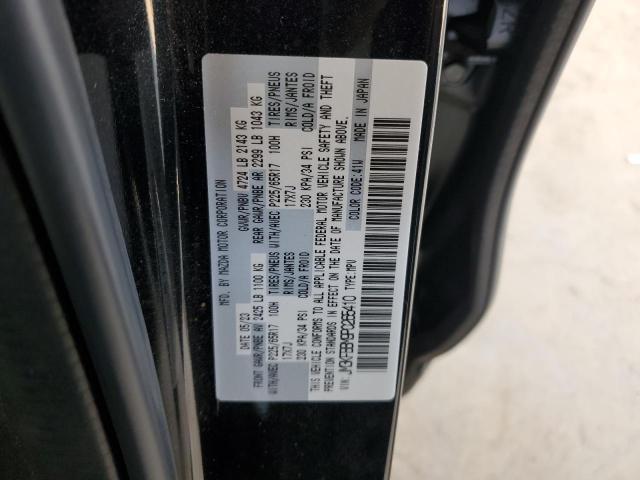 MFD. BY MAZDA MOTOR CORPORATION
DATE 05/23 GVWR/PNBV 4724 LB 2143 KG
FRONT GAWR/PNBE AV 2425 LB 1100 KG REAR GAWR/PNBE AR 2299 LB 1043 KG
WITH/AVEC P225/65R17 100H TIRES/PNEUS WITH/AVEC P225/65R17 100H TIRES/PNEUS
17X7J RIMS/JANTES 17X7J RIMS/JANTES
230 KPA/34 PSI COLD/A FROID 230 KPA/34 PSI COLD/A FROID
THIS VEHICLE CONFORMS TO ALL APPLICABLE FEDERAL MOTOR VEHICLE SAFETY AND THEFT
PREVENTION STANDARDS IN EFFECT ON THE DATE OF MANUFACTURE SHOWN ABOVE.
VIN: TYPE:MPV COLOR CODE:41W MADE IN JAPAN